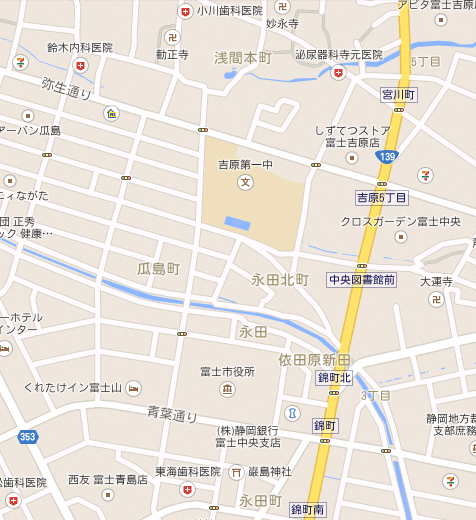 アピタ富士吉原
小川歯科医院
妙永寺
勧正寺
鈴木内科医院
浅間本町
泌尿器科寺元医院
5丁目
弥生通り
宮川町
アーバン瓜島
しずてつストア
富士吉原店
139
吉原第一中
文
吉原5丁目
ニィながた
団 正秀
ック 健康…
クロスガーデン富士中央
瓜島町
永田北町
中央図書館前
大運寺
ーホテル
インター
永田
依田原新田
富士市役所
錦町北
くれたけイン富士山
3丁目
青葉通り
353
(株)静岡銀行
富士中央支店
錦町
静岡地方裁
支部庶務
東海歯科医院
巌島神社
西友 富士青島店
松歯科医院
永田町
錦町南